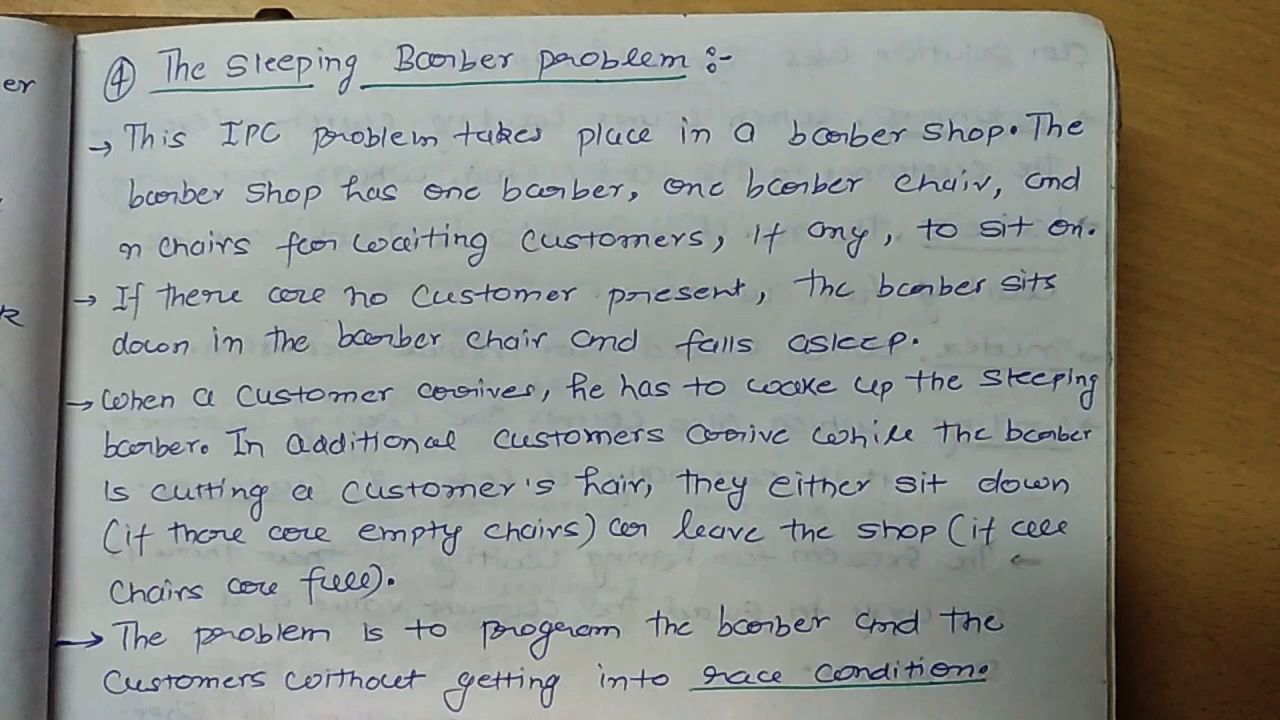 ④ The Sleeping Barber problem :-
er
→ This IPC problem takes place in a barber shop. The
barber shop has one barber, one barber chair, and
n chairs for waiting customers, if any, to sit on.
→ If there are no customer present, the barber sits
down in the barber chair and falls asleep.
→ When a customer arrives, he has to wake up the sleeping
barber. In additional customers arrive while the barber
is cutting a customer's hair, they either sit down
(if there are empty chairs) or leave the shop (if all
chairs are full).
→ The problem is to program the barber and the
customers without getting into race condition.